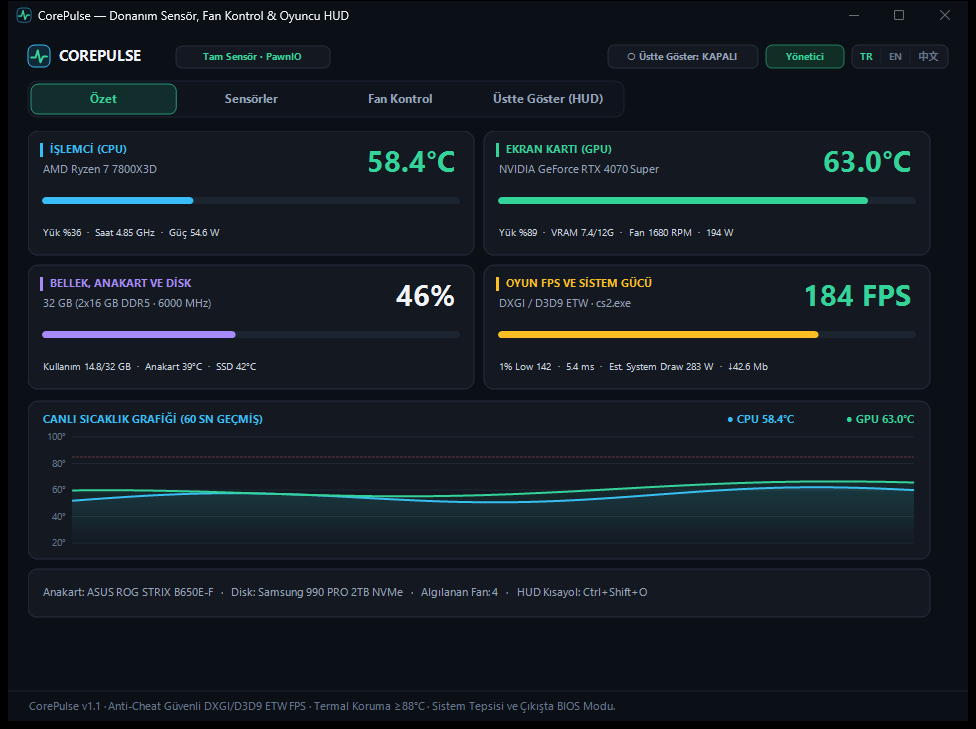 CorePulse — Donanım Sensör, Fan Kontrol & Oyuncu HUD
COREPULSE
Tam Sensör · PawnIO
Üstte Göster: KAPALI
Yönetici
TR EN 中文
Özet
Sensörler
Fan Kontrol
Üstte Göster (HUD)
İŞLEMCİ (CPU)
AMD Ryzen 7 7800X3D
58.4°C
Yük %36 · Saat 4.85 GHz · Güç 54.6 W
EKRAN KARTI (GPU)
NVIDIA GeForce RTX 4070 Super
63.0°C
Yük %89 · VRAM 7.4/12G · Fan 1680 RPM · 194 W
BELLEK, ANAKART VE DİSK
32 GB (2x16 GB DDR5 · 6000 MHz)
46%
Kullanım 14.8/32 GB · Anakart 39°C · SSD 42°C
OYUN FPS VE SİSTEM GÜCÜ
DXGI / D3D9 ETW · cs2.exe
184 FPS
1% Low 142 · 5.4 ms · Est. System Draw 283 W · ↓42.6 Mb
CANLI SICAKLIK GRAFİĞİ (60 SN GEÇMİŞ)
● CPU 58.4°C
● GPU 63.0°C
100°
80°
60°
40°
20°
Anakart: ASUS ROG STRIX B650E-F · Disk: Samsung 990 PRO 2TB NVMe · Algılanan Fan: 4 · HUD Kısayol: Ctrl+Shift+O
CorePulse v1.1 · Anti-Cheat Güvenli DXGI/D3D9 ETW FPS · Termal Koruma ≥88°C · Sistem Tepsisi ve Çıkışta BIOS Modu.